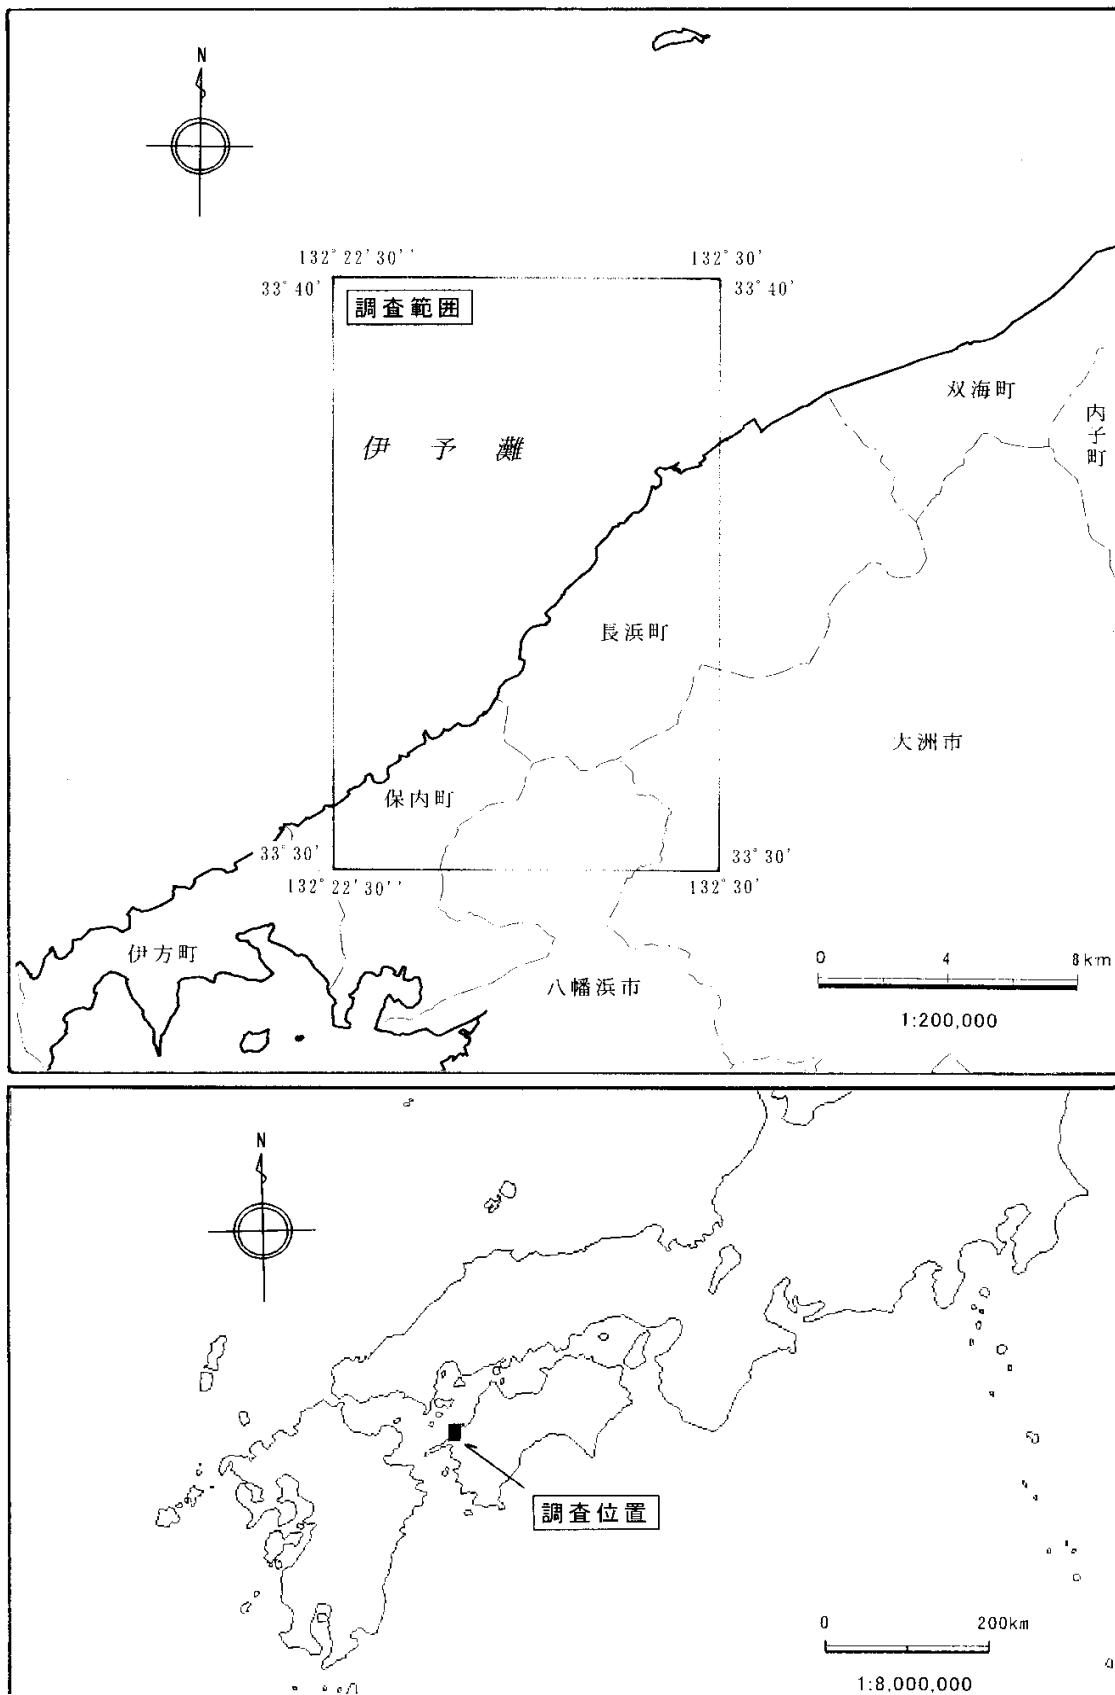 N
132° 22' 30''
132° 30'
33° 40'
33° 40'
調査範囲
双海町
内子町
伊予灘
長浜町
大洲市
保内町
33° 30'
33° 30'
132° 22' 30''
132° 30'
伊方町
八幡浜市
0 4 8km
1:200,000
N
調査位置
0 200km
1:8,000,000